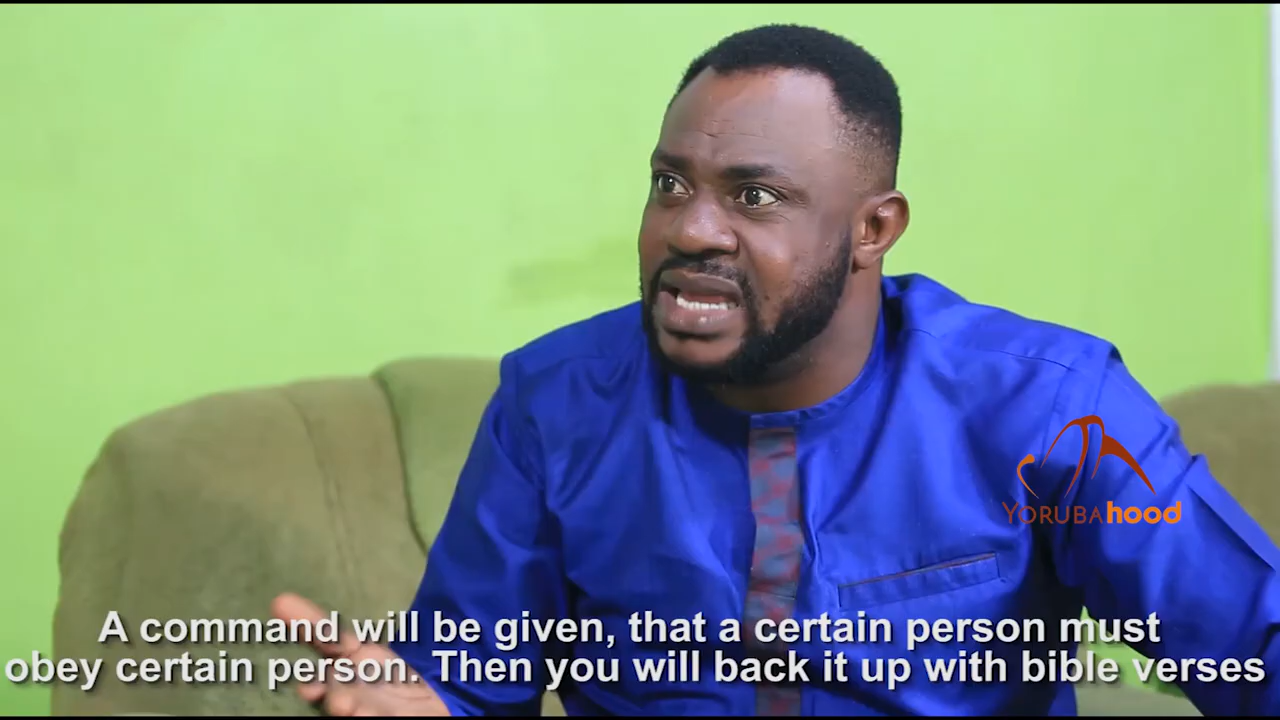 YORUBAhood
A command will be given, that a certain person must
obey certain person. Then you will back it up with bible verses